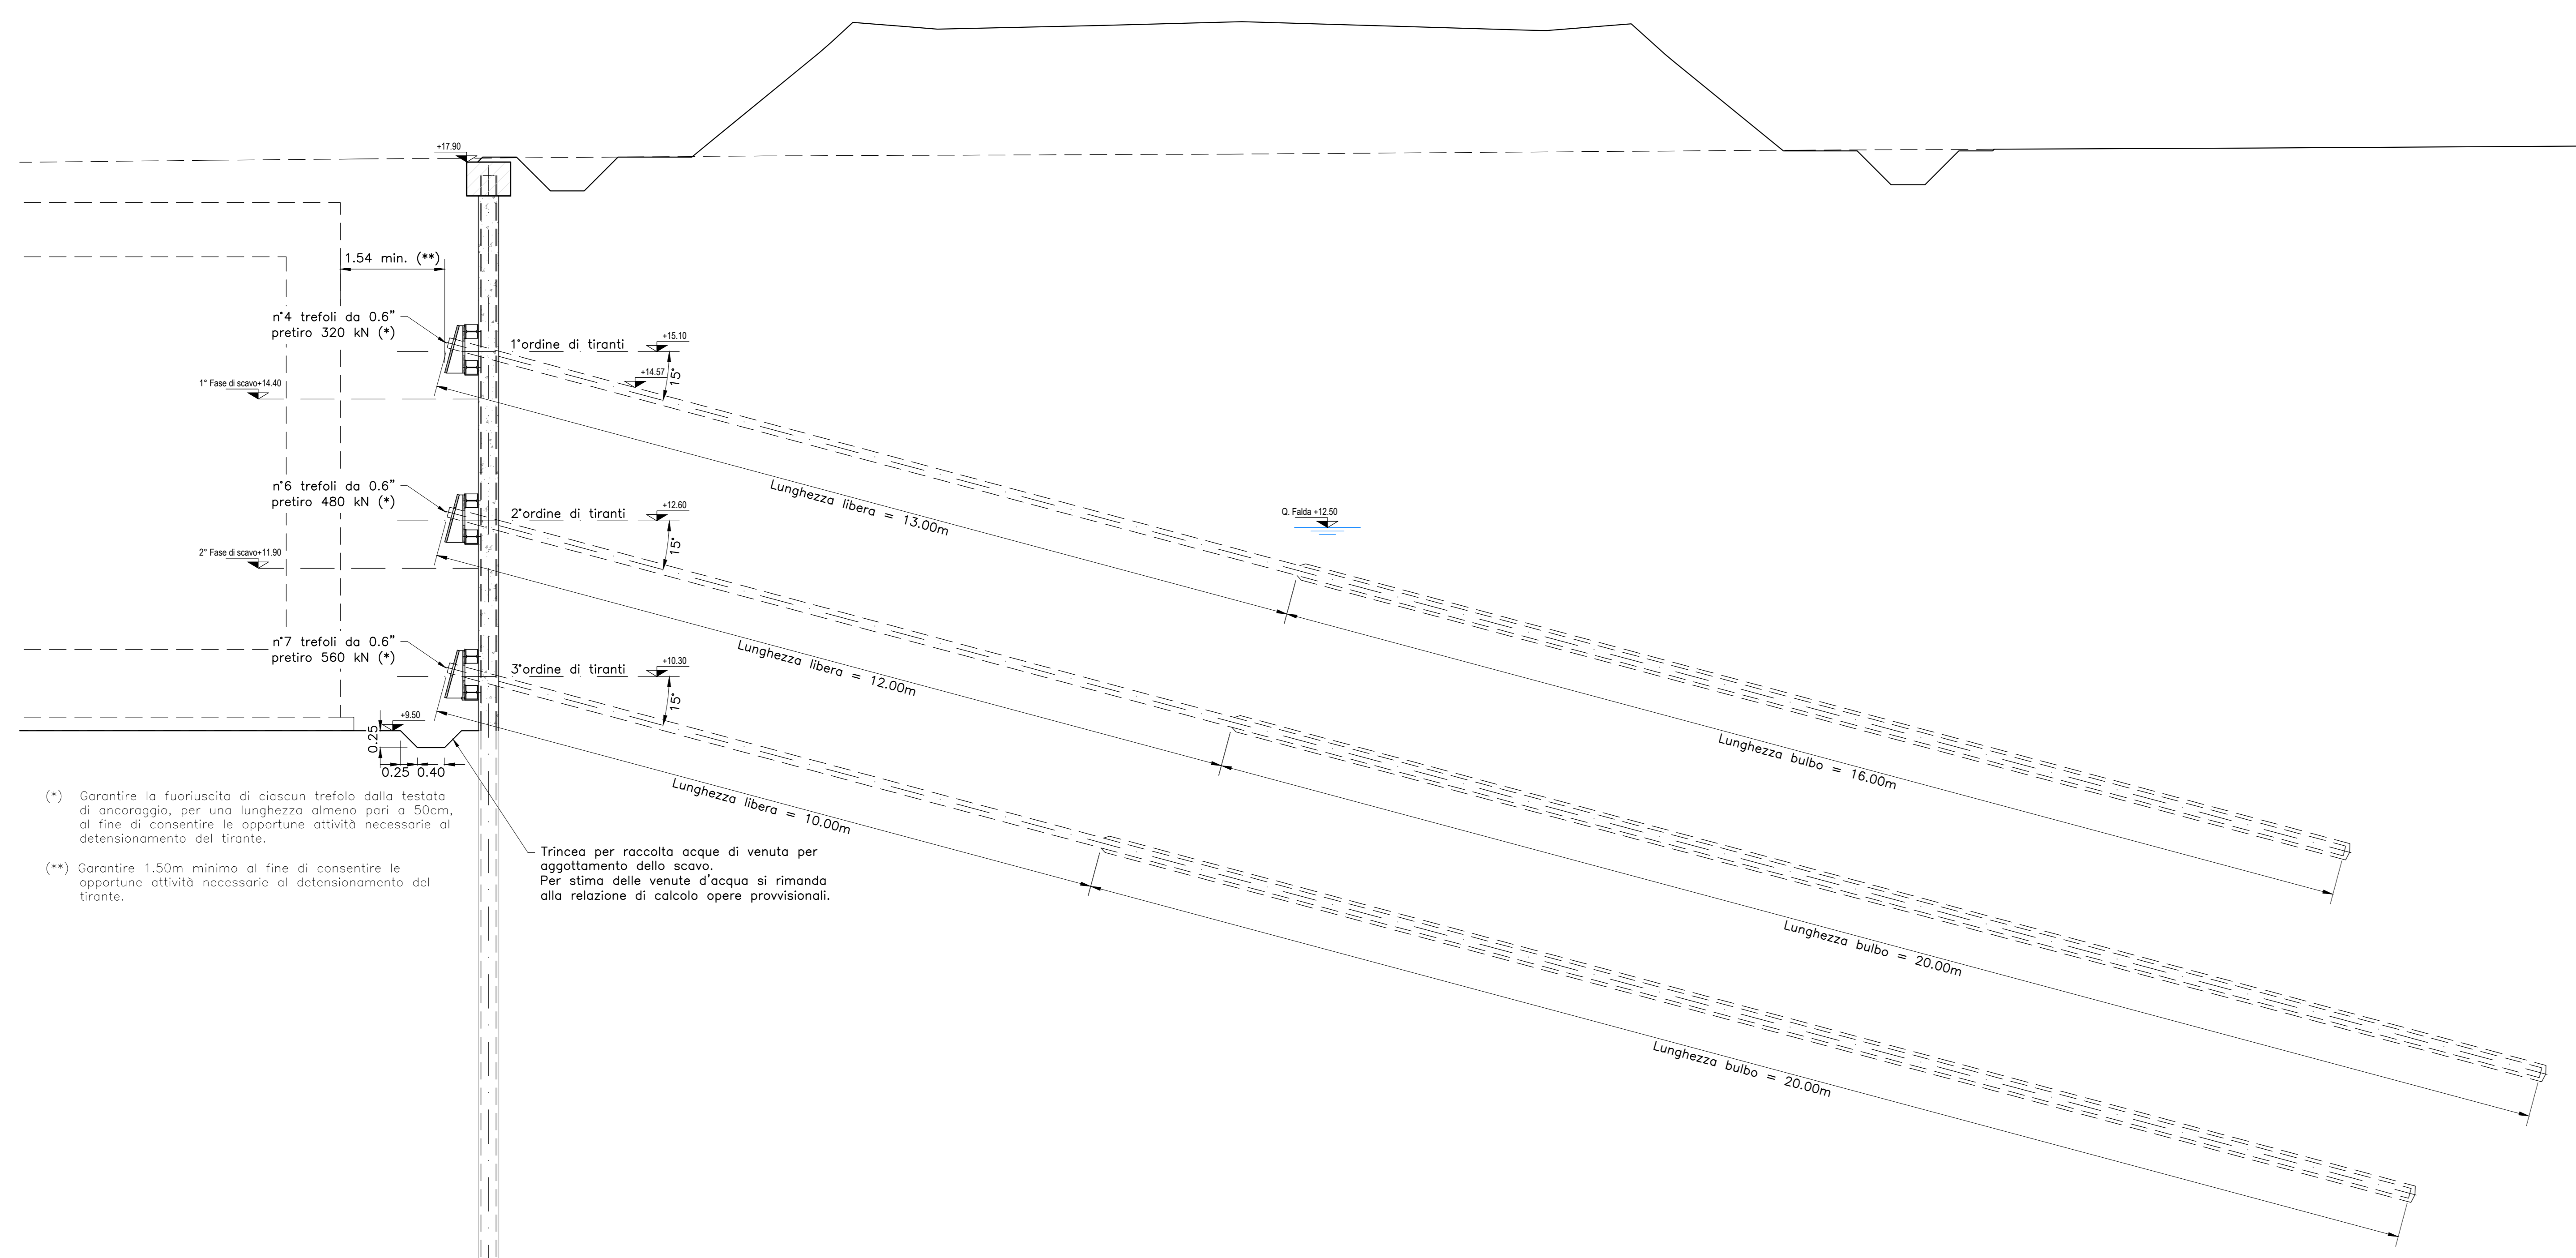 +17.90
1.54 min. (**)
n°4 trefoli da 0.6"
pretiro 320 kN (*)
1°ordine di tiranti
+15.10
+14.57
15°
1° Fase di scavo+14.40
Lunghezza libera = 13.00m
n°6 trefoli da 0.6"
pretiro 480 kN (*)
2°ordine di tiranti
+12.60
15°
Q. Falda +12.50
2° Fase di scavo+11.90
Lunghezza libera = 12.00m
n°7 trefoli da 0.6"
pretiro 560 kN (*)
3°ordine di tiranti
+10.30
15°
+9.50
0.25
0.25 0.40
Lunghezza bulbo = 16.00m
Lunghezza libera = 10.00m
(*) Garantire la fuoriuscita di ciascun trefolo dalla testata
di ancoraggio, per una lunghezza almeno pari a 50cm,
al fine di consentire le opportune attività necessarie al
detensionamento del tirante.
(**) Garantire 1.50m minimo al fine di consentire le
opportune attività necessarie al detensionamento del
tirante.
Trincea per raccolta acque di venuta per
aggottamento dello scavo.
Per stima delle venute d'acqua si rimanda
alla relazione di calcolo opere provvisionali.
Lunghezza bulbo = 20.00m
Lunghezza bulbo = 20.00m